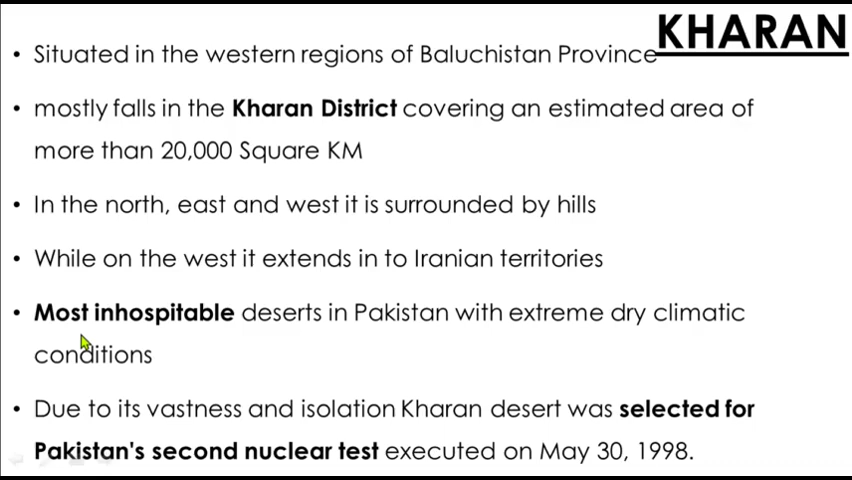 KHARAN
• Situated in the western regions of Baluchistan Province
• mostly falls in the Kharan District covering an estimated area of
more than 20,000 Square KM
• In the north, east and west it is surrounded by hills
• While on the west it extends in to Iranian territories
• Most inhospitable deserts in Pakistan with extreme dry climatic
conditions
• Due to its vastness and isolation Kharan desert was selected for
Pakistan's second nuclear test executed on May 30, 1998.